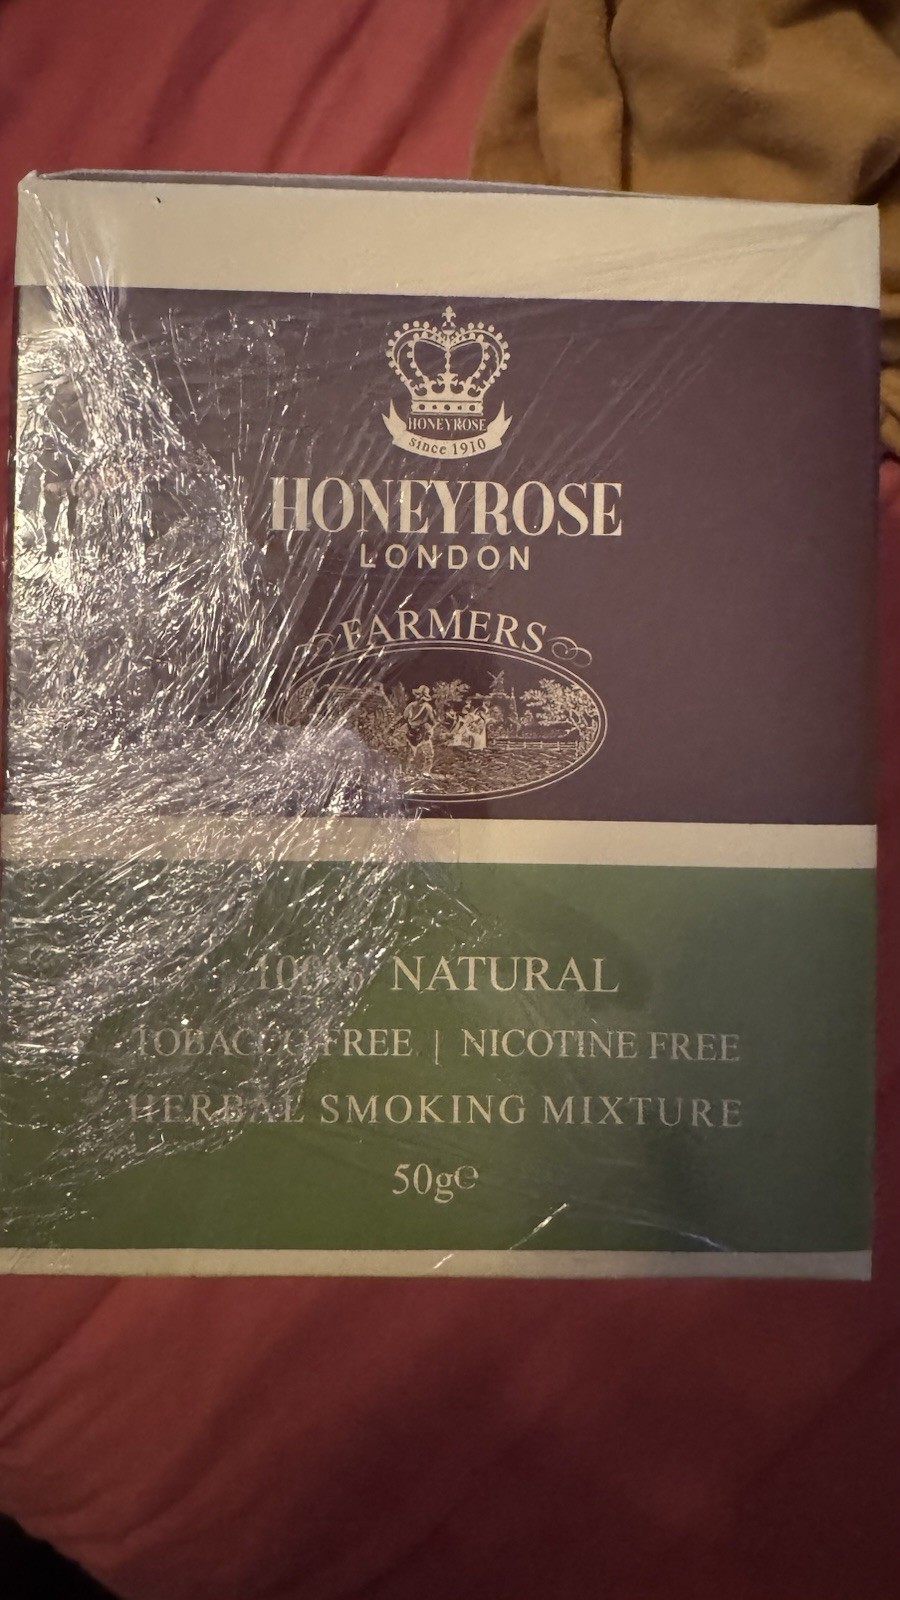 HONEYROSE
since 1910
HONEYROSE
LONDON
FARMERS
100% NATURAL
TOBACCO FREE | NICOTINE FREE
HERBAL SMOKING MIXTURE
50g℮